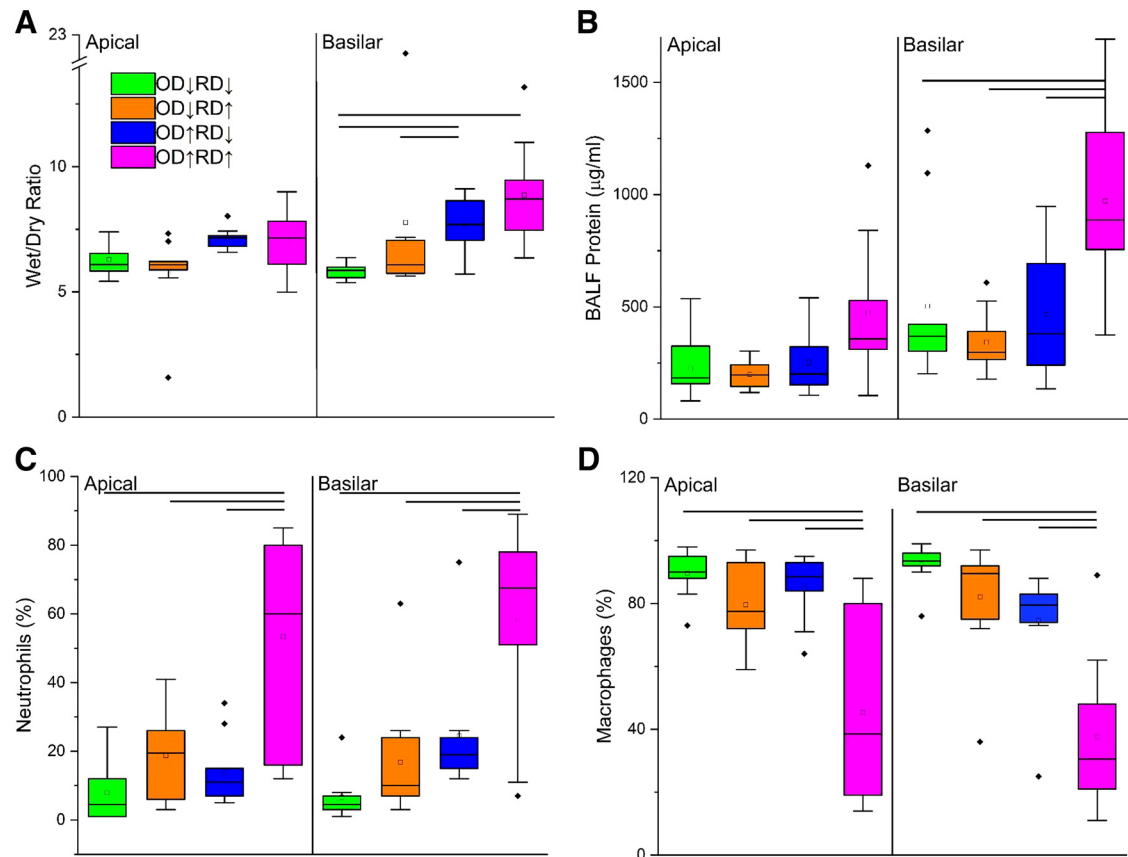 A
23
Apical
Basilar
OD↓RD↓
OD↓RD↑
OD↑RD↓
OD↑RD↑
10
5
0
Wet/Dry Ratio
B
Apical
Basilar
1500
1000
500
0
BALF Protein (μg/ml)
C
100
Apical
Basilar
80
60
40
20
0
Neutrophils (%)
D
120
Apical
Basilar
80
40
0
Macrophages (%)